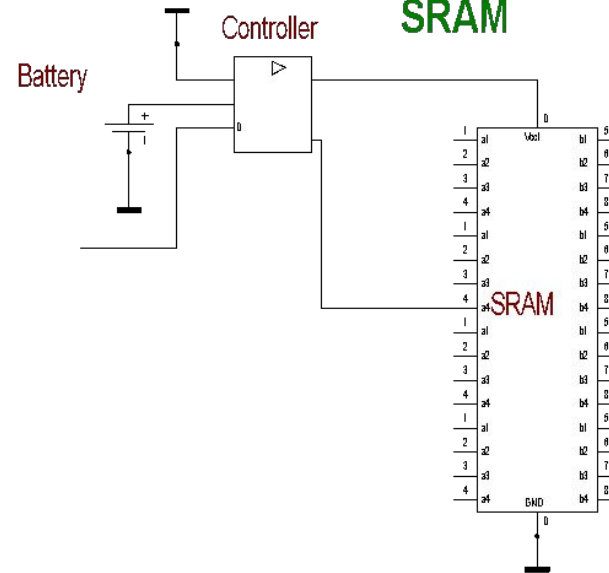 SRAM
Controller
Battery
+
D
D
Vccl
1 a1 b1 5
2 a2 b2 6
3 a3 b3 7
4 a4 b4 8
1 a1 b1 5
2 a2 b2 6
3 a3 b3 7
4 a4 SRAM b4 8
1 a1 b1 5
2 a2 b2 6
3 a3 b3 7
4 a4 b4 8
1 a1 b1 5
2 a2 b2 6
3 a3 b3 7
4 a4 b4 8
GND
D